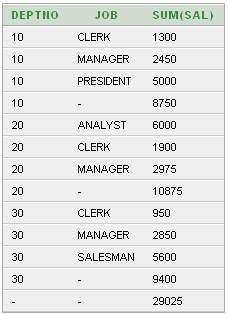 DEPTNO JOB SUM(SAL)
10 CLERK 1300
10 MANAGER 2450
10 PRESIDENT 5000
10 - 8750
20 ANALYST 6000
20 CLERK 1900
20 MANAGER 2975
20 - 10875
30 CLERK 950
30 MANAGER 2850
30 SALESMAN 5600
30 - 9400
- - 29025